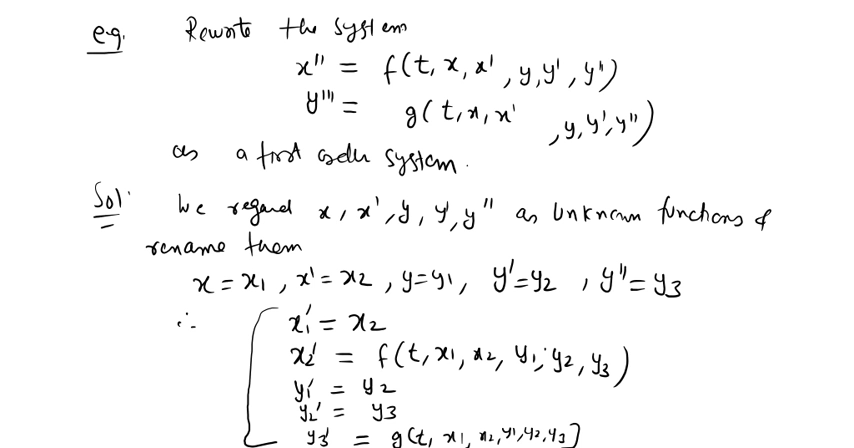 e.g. Rewrite the system
x'' = f(t, x, x', y, y', y'')
y''' = g(t, x, x', y, y', y'')
as a first order system.
Sol. We regard x, x', y, y', y'' as unknown functions &
rename them
x = x1, x' = x2, y = y1, y' = y2, y'' = y3
∴ x1' = x2
x2' = f(t, x1, x2, y1, y2, y3)
y1' = y2
y2' = y3
y3' = g(t, x1, x2, y1, y2, y3)